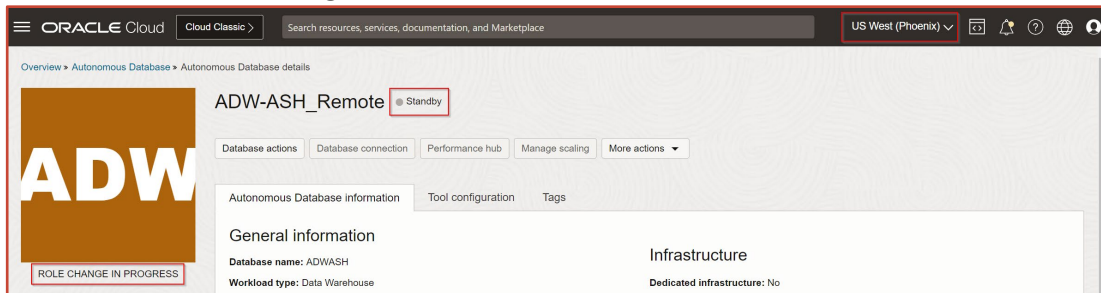 ORACLE Cloud Cloud Classic > Search resources, services, documentation, and Marketplace US West (Phoenix)
Overview » Autonomous Database » Autonomous Database details
ADW-ASH_Remote Standby
Database actions Database connection Performance hub Manage scaling More actions
ADW
Autonomous Database information Tool configuration Tags
General information
Infrastructure
Database name: ADWASH
ROLE CHANGE IN PROGRESS
Workload type: Data Warehouse Dedicated infrastructure: No